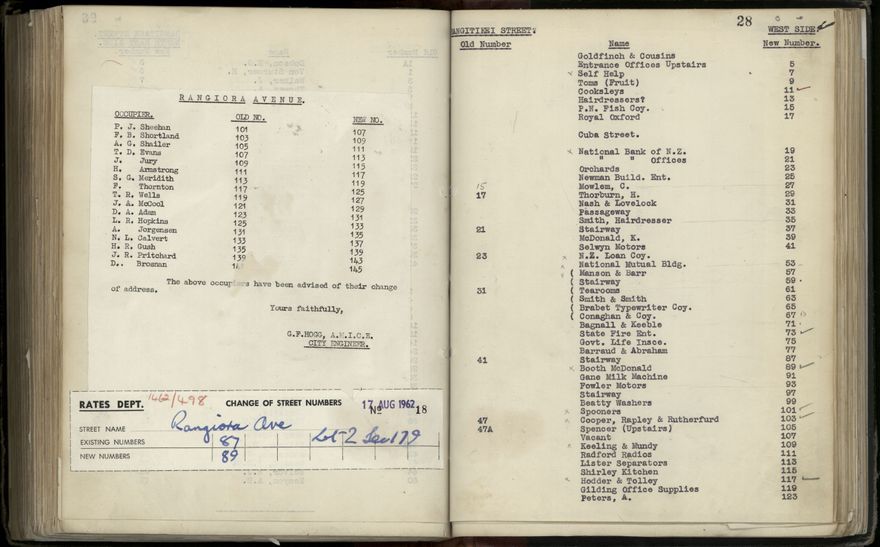 RANGIORA AVENUE.
OCCUPIER. OLD NO. NEW NO.
P. J. Sheehan 101 107
F. B. Shortland 103 109
A. G. Shailer 105 111
T. D. Evans 107 113
J. Jury 109 115
H. Armstrong 111 117
S. G. Meridith 113 119
F. Thornton 117 125
T. R. Wells 119 127
J. A. McCool 121 129
D. A. Adam 123 131
L. R. Hopkins 125 133
A. Jorgensen 131 135
N. L. Calvert 133 137
H. R. Gush 135 139
J. R. Pritchard 139 143
D.. Brosnan 145
The above occupiers have been advised of their change
of address.
Yours faithfully,
G.F.HOGG, A.M.I.C.E.
CITY ENGINEER.
RATES DEPT. 1462/498 CHANGE OF STREET NUMBERS 17 AUG 1962 No 18
STREET NAME Rangiora Ave
EXISTING NUMBERS 87 Lot 2 Sec 179
NEW NUMBERS 89
28
RANGITIKEI STREET. WEST SIDE
Old Number Name New Number.
Goldfinch & Cousins
Entrance Offices Upstairs 5
Self Help 7
Toms (Fruit) 9
Cooksleys 11
Hairdressers? 13
P.N. Fish Coy. 15
Royal Oxford 17
Cuba Street.
National Bank of N.Z. 19
" " Offices 21
Orchards 23
Newman Build. Ent. 25
15 Mowlem, C. 27
17 Thorburn, H. 29
Nash & Lovelock 31
Passageway 33
Smith, Hairdresser 35
21 Stairway 37
McDonald, K. 39
Selwyn Motors 41
23 N.Z. Loan Coy.
National Mutual Bldg. 53
( Manson & Barr 57
( Stairway 59
31 ( Tearooms 61
( Smith & Smith 63
( Brabet Typewriter Coy. 65
( Conaghan & Coy. 67
Bagnall & Keeble 71
State Fire Ent. 73
Govt. Life Insce. 75
Barraud & Abraham 77
41 Stairway 87
Booth McDonald 89
Gane Milk Machine 91
Fowler Motors 93
Stairway 97
Beatty Washers 99
Spooners 101
47 Cooper, Rapley & Rutherfurd 103
47A Spencer (Upstairs) 105
Vacant 107
Keeling & Mundy 109
Radford Radios 111
Lister Separators 113
Shirley Kitchen 115
Hodder & Tolley 117
Gilding Office Supplies 119
Peters, A. 123